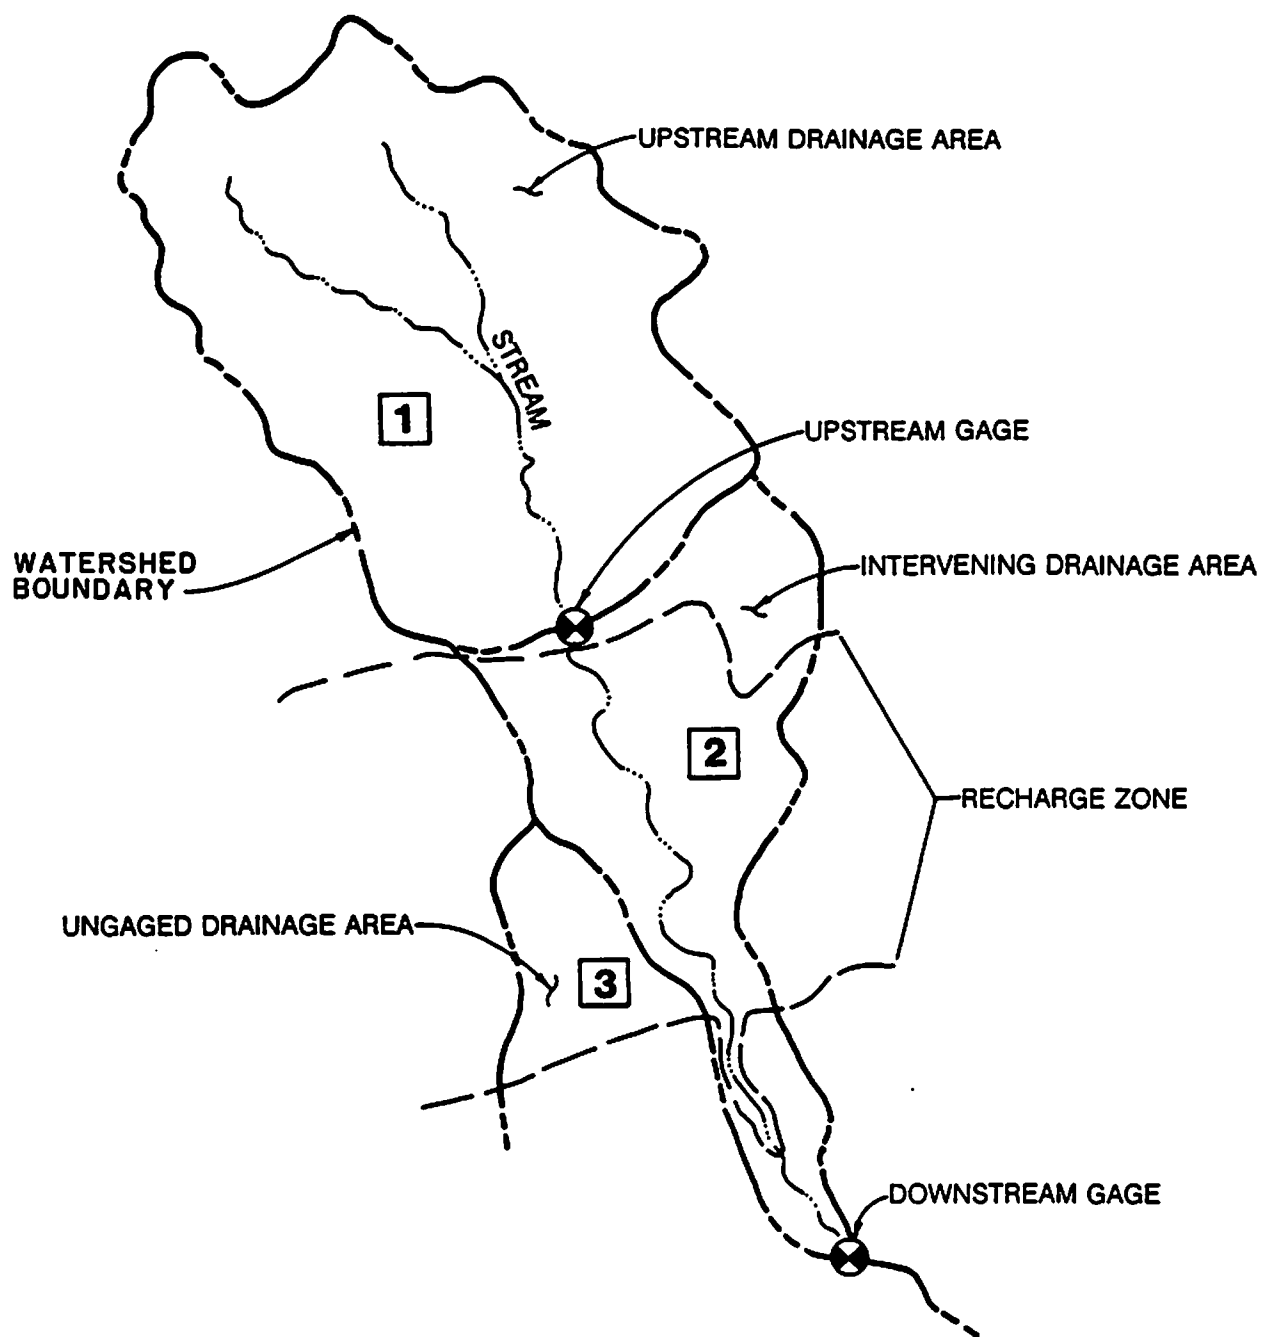 UPSTREAM DRAINAGE AREA
STREAM
1
UPSTREAM GAGE
WATERSHED
BOUNDARY
INTERVENING DRAINAGE AREA
2
RECHARGE ZONE
UNGAGED DRAINAGE AREA
3
DOWNSTREAM GAGE